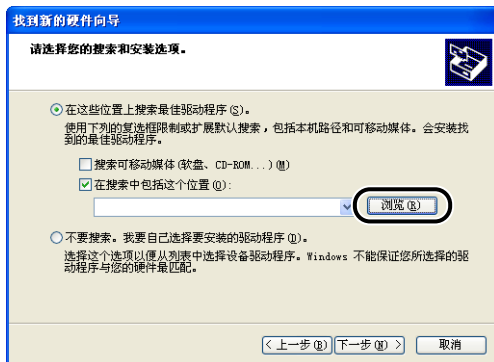 找到新的硬件向导
请选择您的搜索和安装选项。
在这些位置上搜索最佳驱动程序(S)。
使用下列的复选框限制或扩展默认搜索，包括本机路径和可移动媒体。会安装找
到的最佳驱动程序。
搜索可移动媒体(软盘、CD-ROM...)(M)
在搜索中包括这个位置(O):
浏览(R)
不要搜索。我要自己选择要安装的驱动程序(D)。
选择这个选项以便从列表中选择设备驱动程序。Windows 不能保证您所选择的驱
动程序与您的硬件最匹配。
< 上一步(B) 下一步(N) > 取消